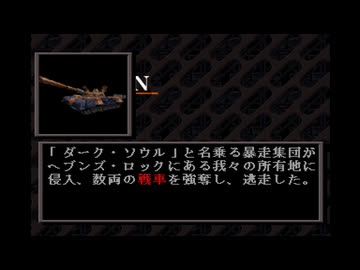 N
「ダーク・ソウル」と名乗る暴走集団が
ヘブンズ・ロックにある我々の所有地に
侵入、数両の戦車を強奪し、逃走した。